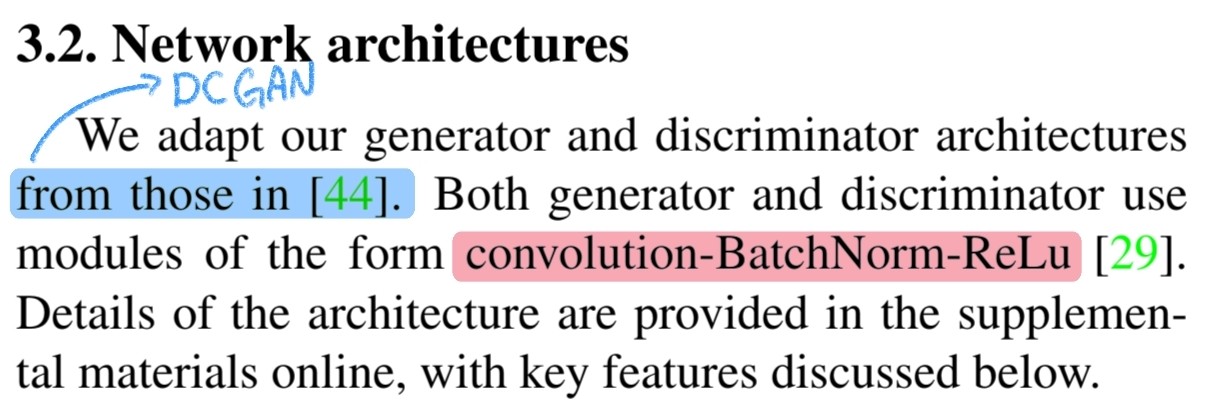 3.2. Network architectures
DCGAN
We adapt our generator and discriminator architectures
from those in [44]. Both generator and discriminator use
modules of the form convolution-BatchNorm-ReLu [29].
Details of the architecture are provided in the supplemen-
tal materials online, with key features discussed below.